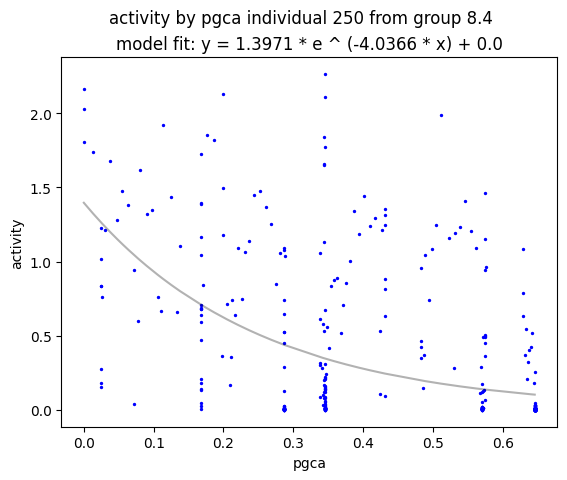 activity by pgca individual 250 from group 8.4
model fit: y = 1.3971 * e ^ (-4.0366 * x) + 0.0
2.0
1.5
1.0
0.5
0.0
activity
0.0 0.1 0.2 0.3 0.4 0.5 0.6
pgca